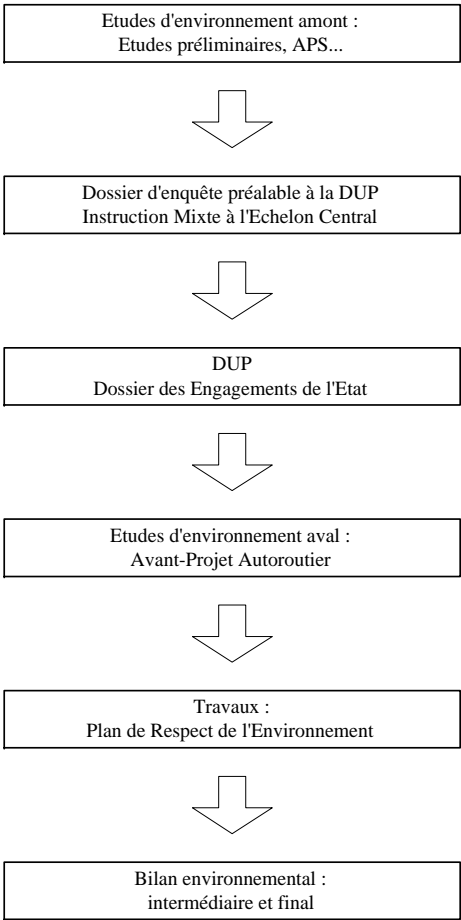 Etudes d'environnement amont :
Etudes préliminaires, APS...
Dossier d'enquête préalable à la DUP
Instruction Mixte à l'Echelon Central
DUP
Dossier des Engagements de l'Etat
Etudes d'environnement aval :
Avant-Projet Autoroutier
Travaux :
Plan de Respect de l'Environnement
Bilan environnemental :
intermédiaire et final